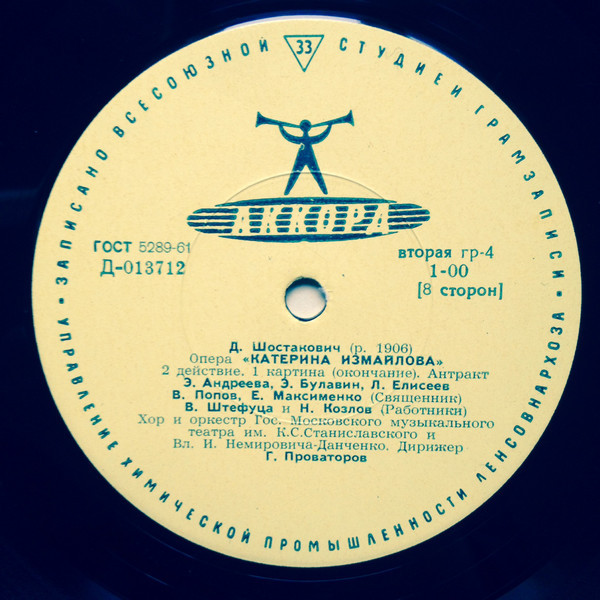 ЗАПИСАНО ВСЕСОЮЗНОЙ СТУДИЕЙ ГРАМЗАПИСИ
33
АККОРД
ГОСТ 5289-61
Д-013712
вторая гр-4
1-00
[8 сторон]
Д. Шостакович (р. 1906)
Опера «КАТЕРИНА ИЗМАЙЛОВА»
2 действие. 1 картина (окончание). Антракт
Э. Андреева, Э. Булавин, Л. Елисеев
В. Попов, Е. Максименко (Священник)
В. Штефуца и Н. Козлов (Работники)
Хор и оркестр Гос. Московского музыкального
театра им. К.С.Станиславского и
Вл. И. Немировича-Данченко. Дирижер
Г. Проваторов
УПРАВЛЕНИЕ ХИМИЧЕСКОЙ ПРОМЫШЛЕННОСТИ ЛЕНСОВНАРХОЗА